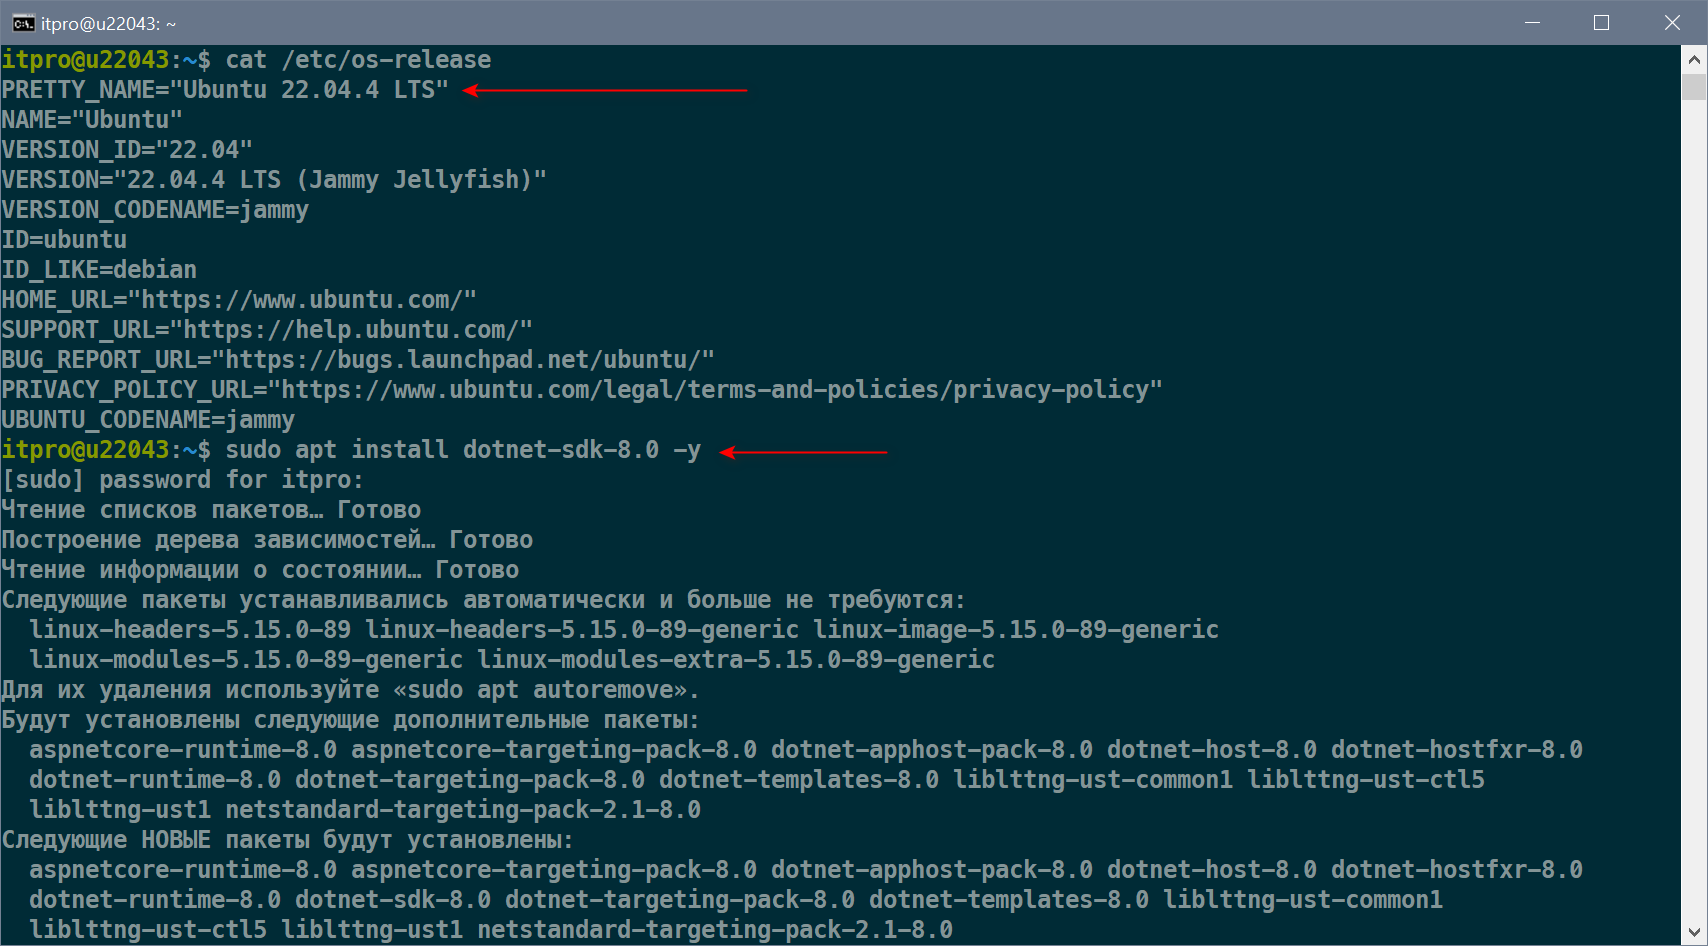 itpro@u22043: ~
itpro@u22043:~$ cat /etc/os-release
PRETTY_NAME="Ubuntu 22.04.4 LTS"
NAME="Ubuntu"
VERSION_ID="22.04"
VERSION="22.04.4 LTS (Jammy Jellyfish)"
VERSION_CODENAME=jammy
ID=ubuntu
ID_LIKE=debian
HOME_URL="https://www.ubuntu.com/"
SUPPORT_URL="https://help.ubuntu.com/"
BUG_REPORT_URL="https://bugs.launchpad.net/ubuntu/"
PRIVACY_POLICY_URL="https://www.ubuntu.com/legal/terms-and-policies/privacy-policy"
UBUNTU_CODENAME=jammy
itpro@u22043:~$ sudo apt install dotnet-sdk-8.0 -y
[sudo] password for itpro:
Чтение списков пакетов… Готово
Построение дерева зависимостей… Готово
Чтение информации о состоянии… Готово
Следующие пакеты устанавливались автоматически и больше не требуются:
  linux-headers-5.15.0-89 linux-headers-5.15.0-89-generic linux-image-5.15.0-89-generic
  linux-modules-5.15.0-89-generic linux-modules-extra-5.15.0-89-generic
Для их удаления используйте «sudo apt autoremove».
Будут установлены следующие дополнительные пакеты:
  aspnetcore-runtime-8.0 aspnetcore-targeting-pack-8.0 dotnet-apphost-pack-8.0 dotnet-host-8.0 dotnet-hostfxr-8.0
  dotnet-runtime-8.0 dotnet-targeting-pack-8.0 dotnet-templates-8.0 liblttng-ust-common1 liblttng-ust-ctl5
  liblttng-ust1 netstandard-targeting-pack-2.1-8.0
Следующие НОВЫЕ пакеты будут установлены:
  aspnetcore-runtime-8.0 aspnetcore-targeting-pack-8.0 dotnet-apphost-pack-8.0 dotnet-host-8.0 dotnet-hostfxr-8.0
  dotnet-runtime-8.0 dotnet-sdk-8.0 dotnet-targeting-pack-8.0 dotnet-templates-8.0 liblttng-ust-common1
  liblttng-ust-ctl5 liblttng-ust1 netstandard-targeting-pack-2.1-8.0